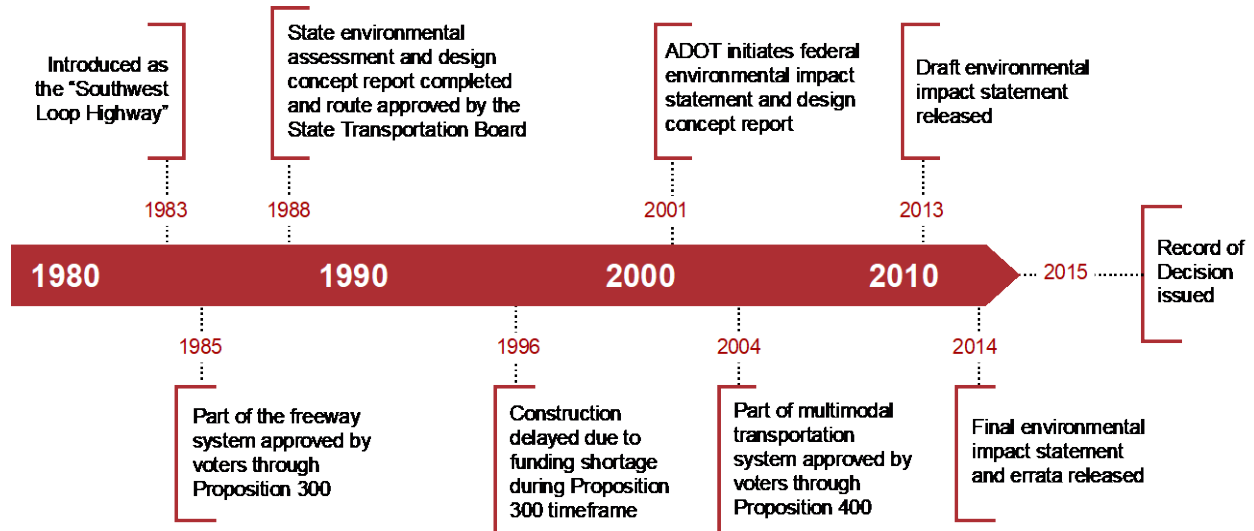 Introduced as
the “Southwest
Loop Highway”
1983
State environmental
assessment and design
concept report completed
and route approved by the
State Transportation Board
1988
ADOT initiates federal
environmental impact
statement and design
concept report
2001
Draft environmental
impact statement
released
2013
1980
1990
2000
2010
2015
Record of
Decision
issued
1985
Part of the freeway
system approved by
voters through
Proposition 300
1996
Construction
delayed due to
funding shortage
during Proposition
300 timeframe
2004
Part of multimodal
transportation
system approved by
voters through
Proposition 400
2014
Final environmental
impact statement
and errata released